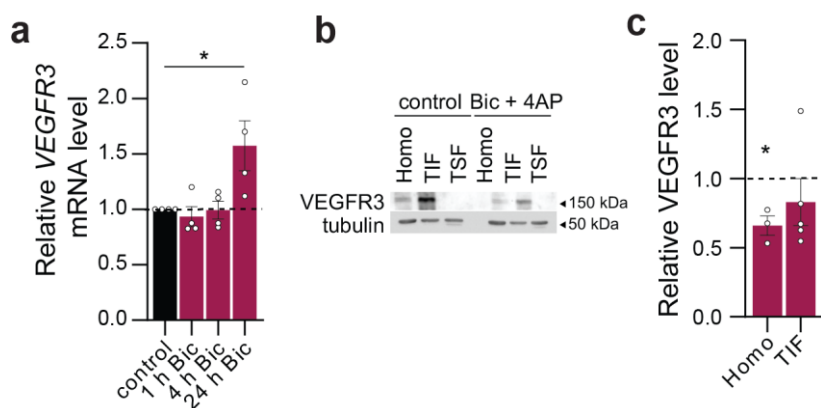 a
Relative VEGFR3
mRNA level
2.5
2.0
1.5
1.0
0.5
0.0
*
control
1 h Bic
4 h Bic
24 h Bic
b
control Bic + 4AP
Homo
TIF
TSF
Homo
TIF
TSF
VEGFR3
◄150 kDa
tubulin
◄50 kDa
c
Relative VEGFR3 level
2.0
1.5
1.0
0.5
0.0
*
Homo
TIF